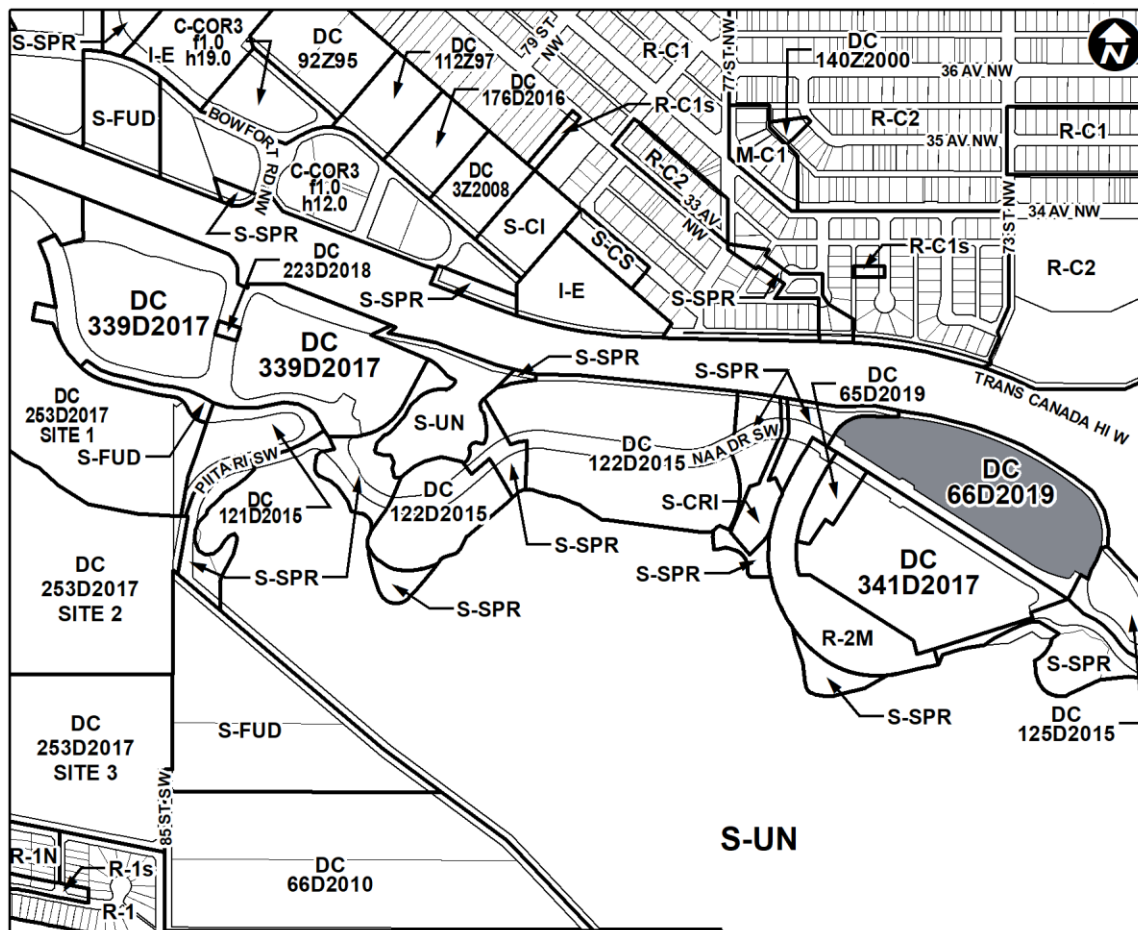 S-SPR
I-E
C-COR3
f1.0
h19.0
DC
92Z95
DC
112Z97
DC
176D2016
79 ST
NW
R-C1
77 ST NW
DC
140Z2000
36 AV NW
N
S-FUD
BOWFORT RD NW
C-COR3
f1.0
h12.0
R-C1s
R-C2
R-C1
35 AV NW
M-C1
DC
3Z2008
R-C2
33 AV
NW
34 AV NW
73 ST NW
S-SPR
S-CI
S-CS
R-C1s
R-C2
DC
223D2018
S-SPR
I-E
S-SPR
DC
339D2017
DC
339D2017
S-SPR
S-SPR
TRANS CANADA HI W
DC
65D2019
DC
253D2017
SITE 1
S-FUD
S-UN
PIITA RI SW
DC
122D2015
NAA DR SW
DC
66D2019
DC
121D2015
DC
122D2015
S-CRI
S-SPR
DC
253D2017
SITE 2
S-SPR
S-SPR
S-SPR
DC
341D2017
R-2M
S-SPR
S-SPR
DC
125D2015
DC
253D2017
SITE 3
S-FUD
85 ST SW
S-UN
R-1N
R-1s
R-1
DC
66D2010